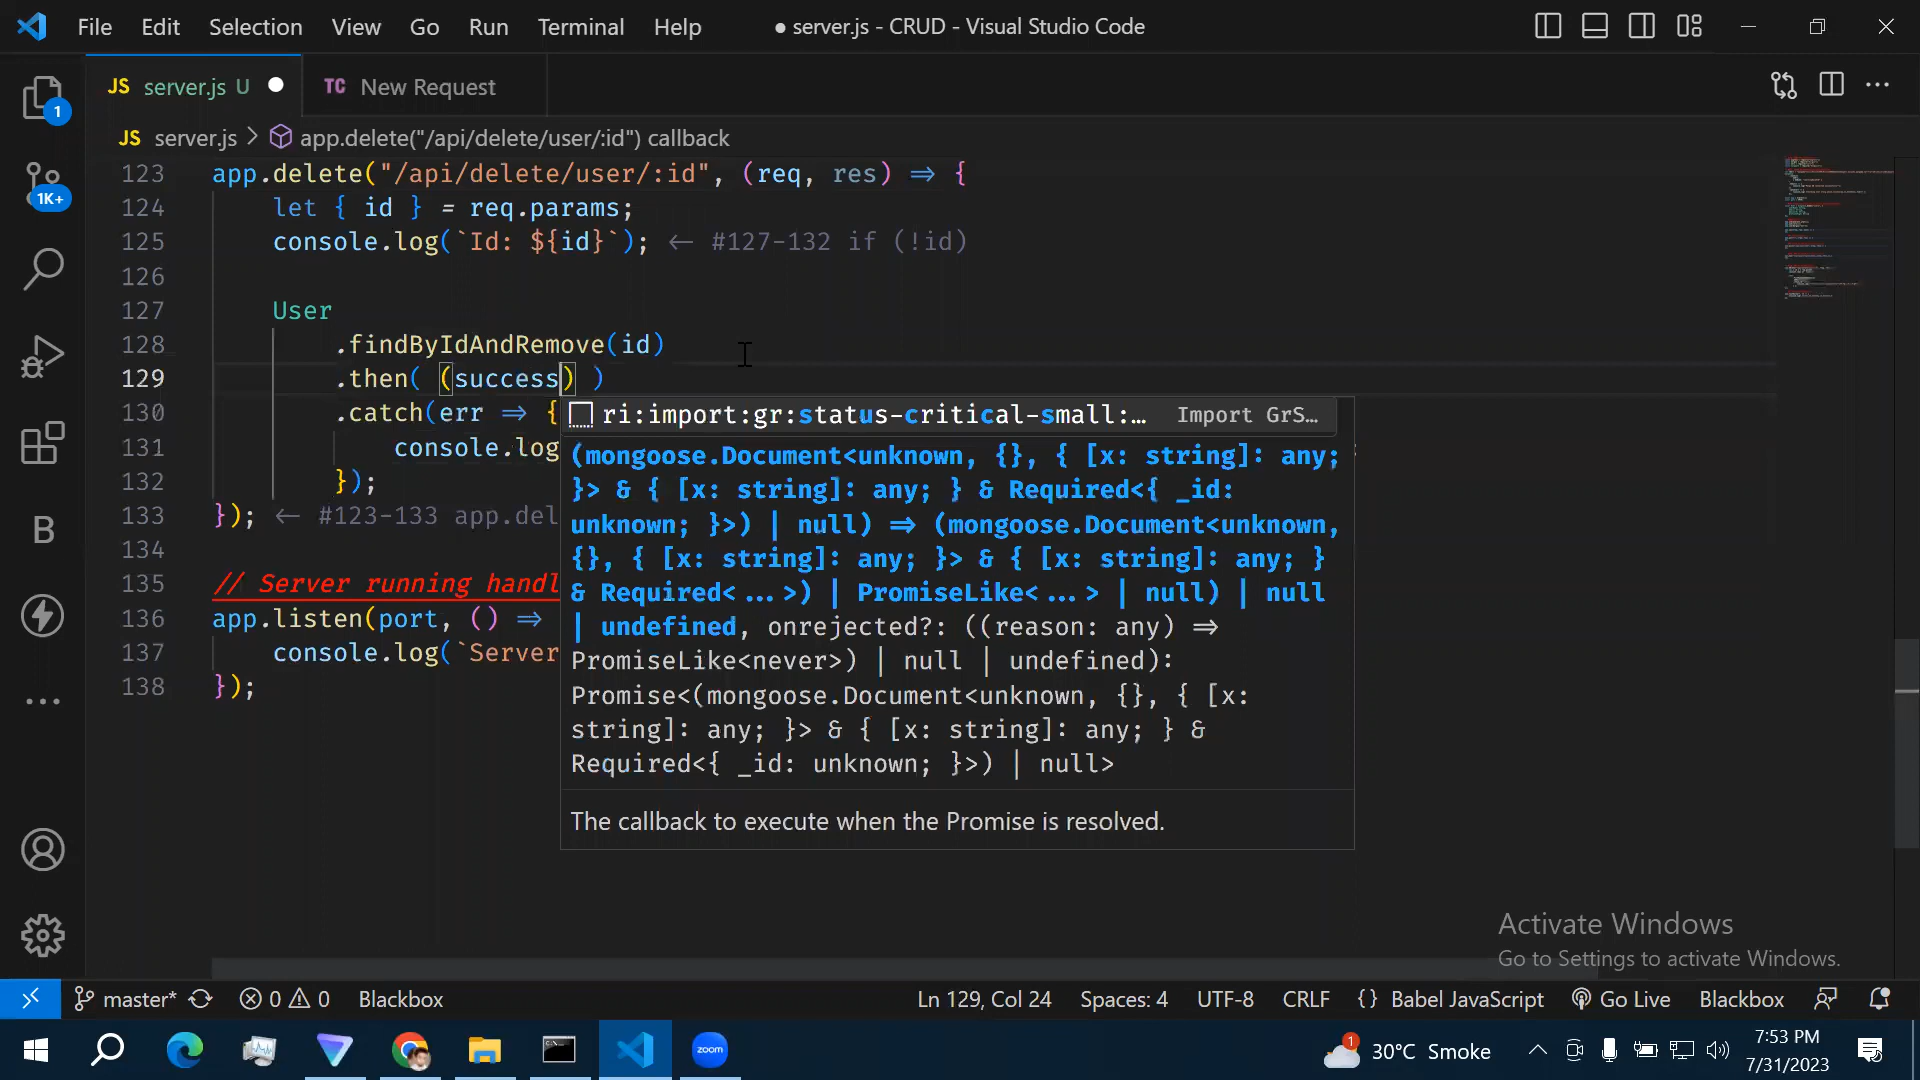 File Edit Selection View Go Run Terminal Help
● server.js - CRUD - Visual Studio Code
JS server.js U ●
TC New Request
JS server.js > app.delete("/api/delete/user/:id") callback
1
1K+
B
123 app.delete("/api/delete/user/:id", (req, res) => {
124 let { id } = req.params;
125 console.log(`Id: ${id}`); <- #127-132 if (!id)
126
127 User
128 .findByIdAndRemove(id)
129 .then( (success) )
130 .catch(err => {
131 console.log
132 });
133 }); <- #123-133 app.del
134
135 // Server running handl
136 app.listen(port, () =>
137 console.log(`Server
138 });
ri:import:gr:status-critical-small:… Import GrS…
(mongoose.Document<unknown, {}, { [x: string]: any;
}> & { [x: string]: any; } & Required<{ _id:
unknown; }>) | null) => (mongoose.Document<unknown,
{}, { [x: string]: any; }> & { [x: string]: any; }
& Required<...>) | PromiseLike<...> | null) | null
| undefined, onrejected?: ((reason: any) =>
PromiseLike<never>) | null | undefined):
Promise<(mongoose.Document<unknown, {}, { [x:
string]: any; }> & { [x: string]: any; } &
Required<{ _id: unknown; }>) | null>
The callback to execute when the Promise is resolved.
Activate Windows
Go to Settings to activate Windows.
master* 0 0 Blackbox
Ln 129, Col 24 Spaces: 4 UTF-8 CRLF {} Babel JavaScript Go Live Blackbox
zoom
1 30°C Smoke
7:53 PM
7/31/2023